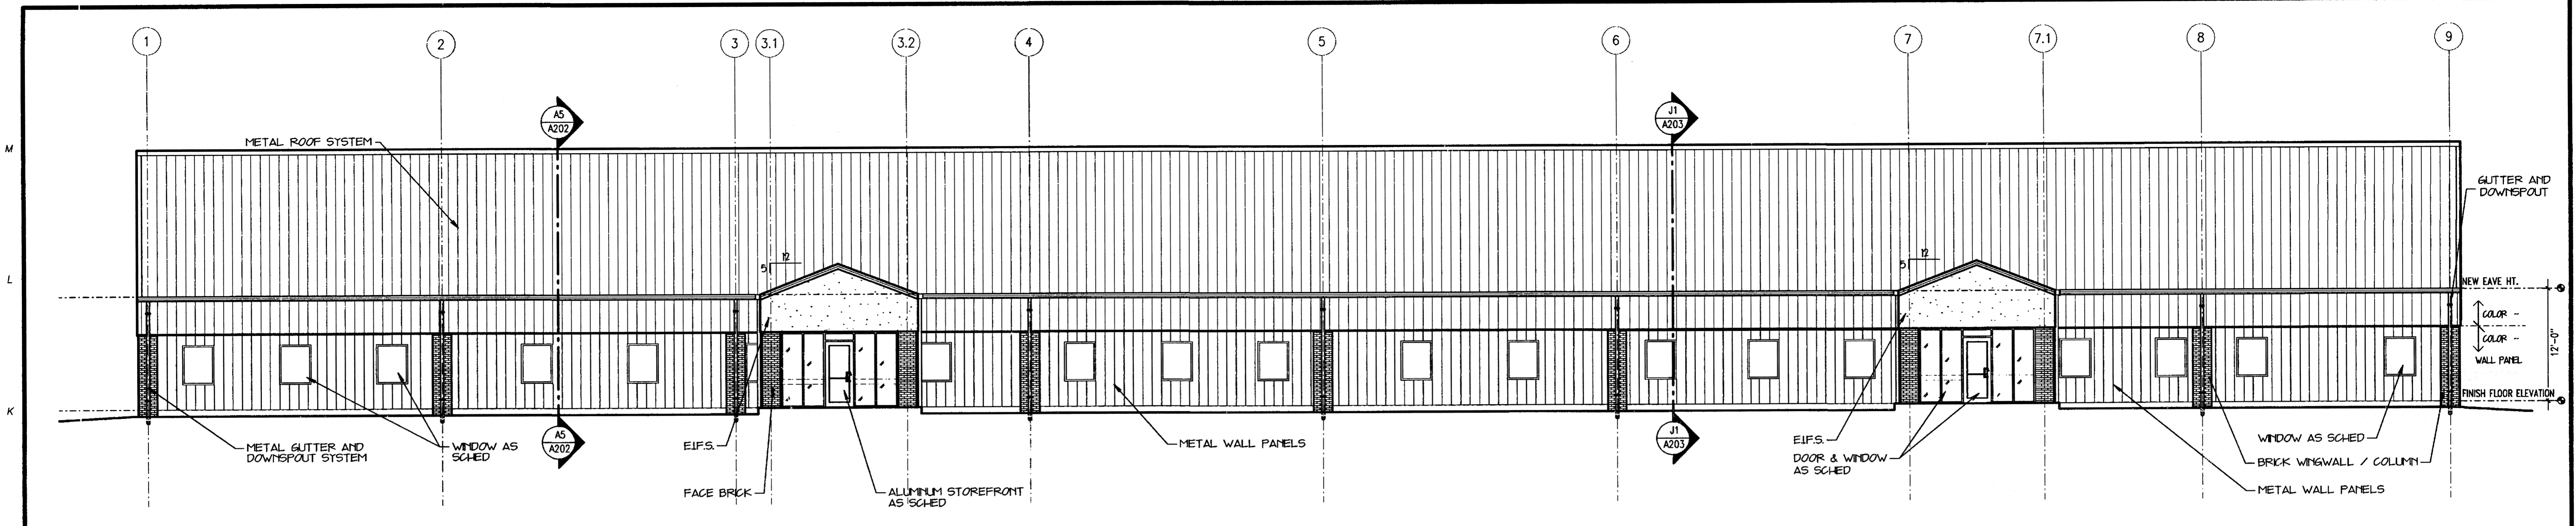 1
2
3
3.1
3.2
4
5
6
7
7.1
8
9
A5
A202
J1
A203
M
METAL ROOF SYSTEM
GUTTER AND
DOWNSPOUT
5
12
5
12
L
NEW EAVE HT.
COLOR -
COLOR -
WALL PANEL
12'-0"
FINISH FLOOR ELEVATION
K
METAL GUTTER AND
DOWNSPOUT SYSTEM
WINDOW AS
SCHED
A5
A202
E.I.F.S.
FACE BRICK
ALUMINUM STOREFRONT
AS SCHED
METAL WALL PANELS
J1
A203
E.I.F.S.
DOOR & WINDOW
AS SCHED
WINDOW AS SCHED
BRICK WINGWALL / COLUMN
METAL WALL PANELS